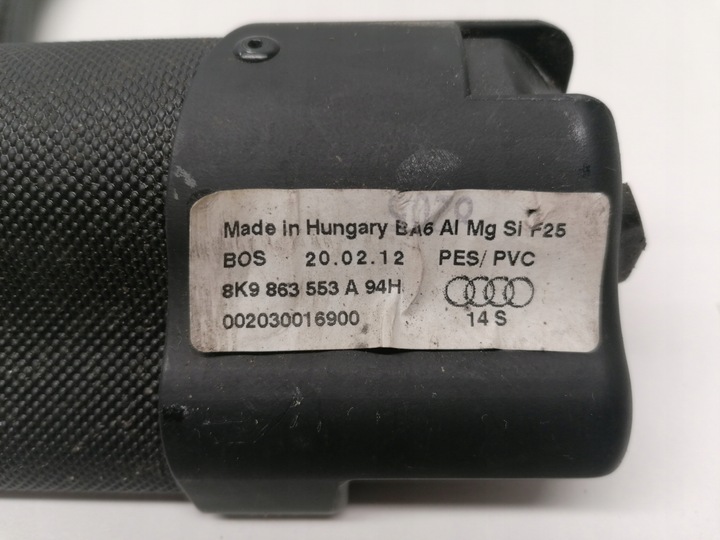 Made in Hungary BA6 Al Mg Si F25
BOS 20.02.12 PES/ PVC
8K9 863 553 A 94H
002030016900 14 S